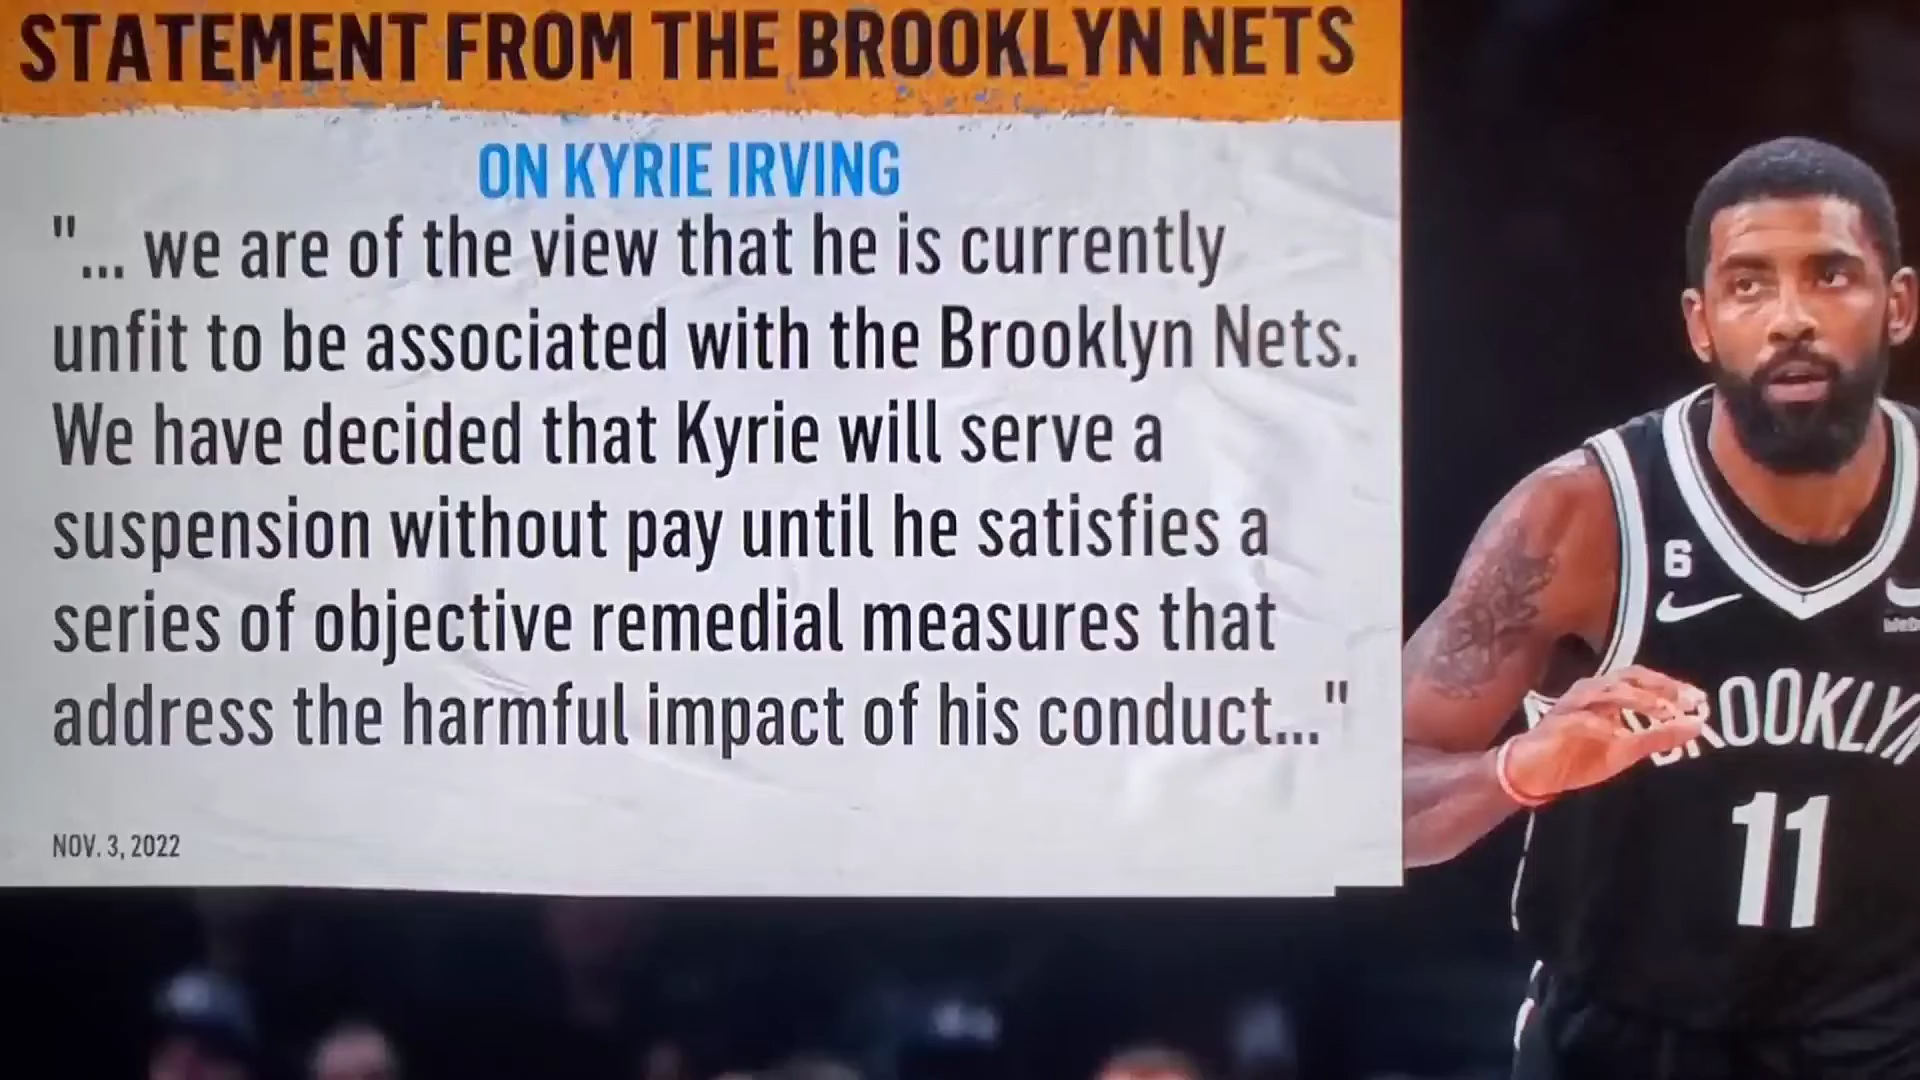 STATEMENT FROM THE BROOKLYN NETS
ON KYRIE IRVING
"... we are of the view that he is currently
unfit to be associated with the Brooklyn Nets.
We have decided that Kyrie will serve a
suspension without pay until he satisfies a
series of objective remedial measures that
address the harmful impact of his conduct..."
NOV. 3, 2022
6
BROOKLYN
11